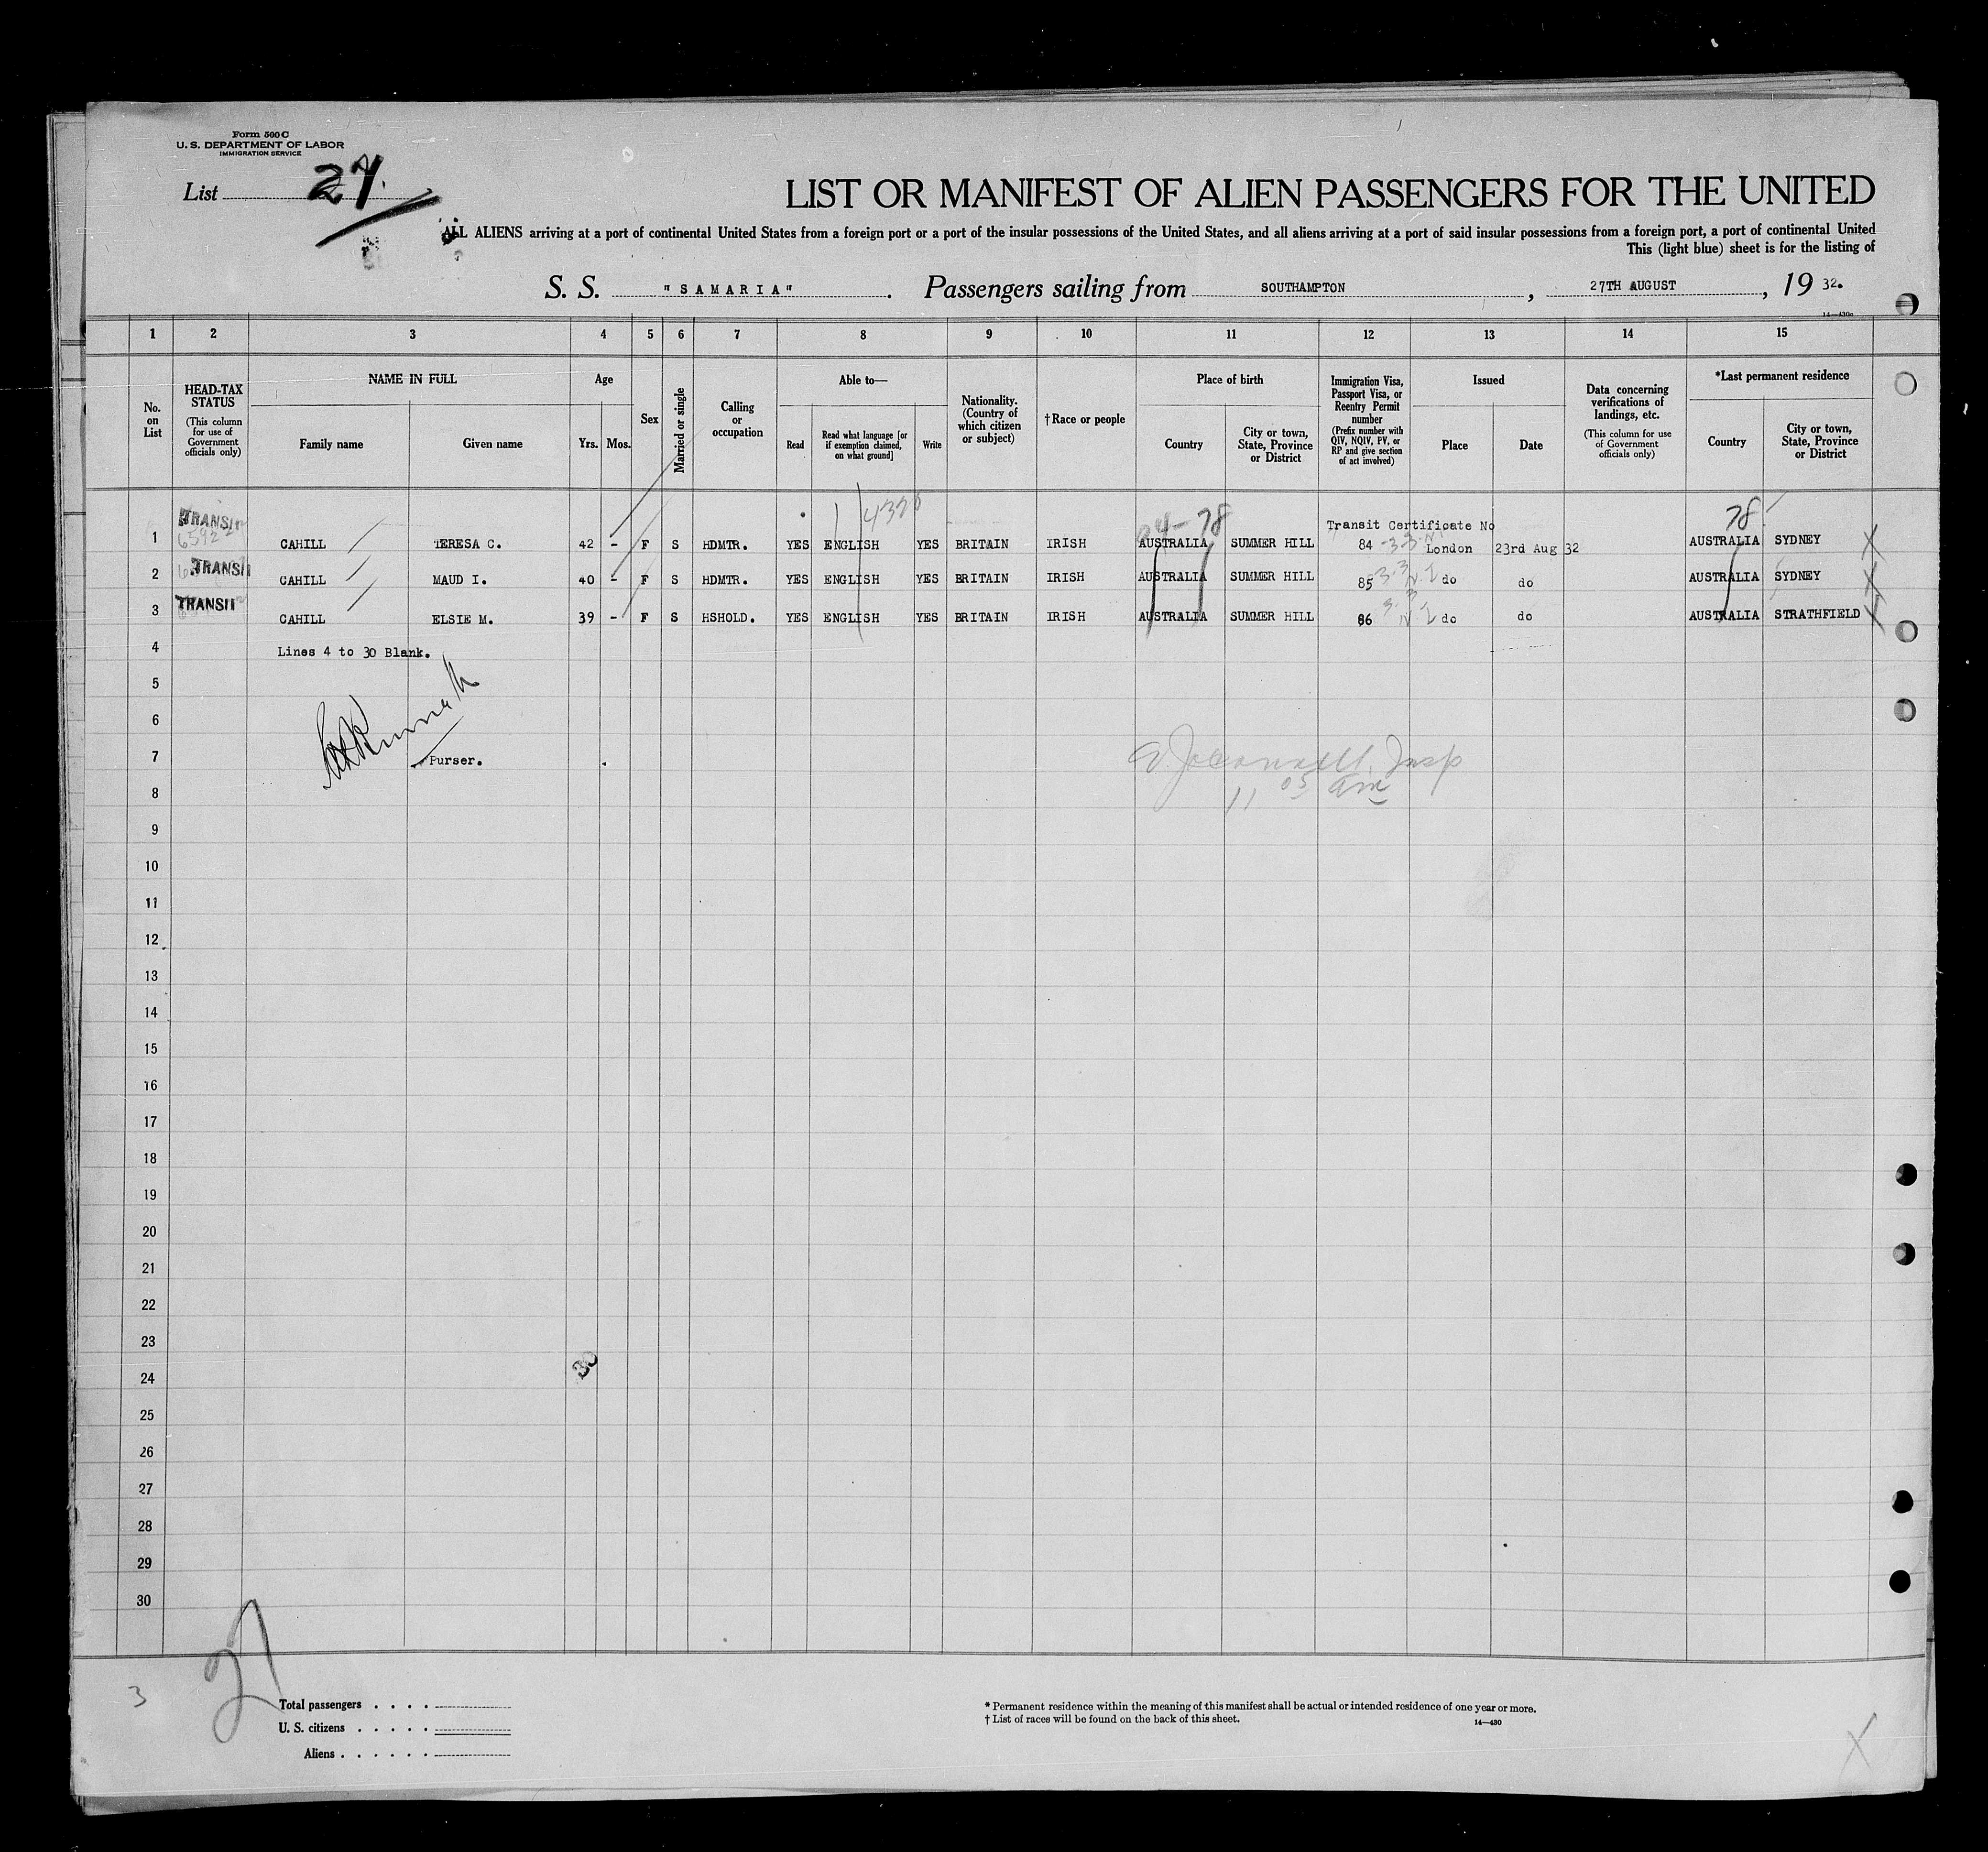 Form 500 C
U. S. DEPARTMENT OF LABOR
IMMIGRATION SERVICE
List 27.
LIST OR MANIFEST OF ALIEN PASSENGERS FOR THE UNITED
ALL ALIENS arriving at a port of continental United States from a foreign port or a port of the insular possessions of the United States, and all aliens arriving at a port of said insular possessions from a foreign port, a port of continental United
This (light blue) sheet is for the listing of
S. S. "SAMARIA". Passengers sailing from SOUTHAMPTON, 27TH AUGUST, 19 32.
1 2 3 4 5 6 7 8 9 10 11 12 13 14 15
No. on List
HEAD-TAX STATUS
(This column for use of Government officials only)
NAME IN FULL
Family name
Given name
Age
Yrs. Mos.
Sex
Married or single
Calling or occupation
Able to—
Read
Read what language [or if exemption claimed, on what ground]
Write
Nationality. (Country of which citizen or subject)
† Race or people
Place of birth
Country
City or town, State, Province or District
Immigration Visa, Passport Visa, or Reentry Permit number
(Prefix number with QIV, NQIV, PV, or RP and give section of act involved)
Issued
Place
Date
Data concerning verifications of landings, etc.
(This column for use of Government officials only)
*Last permanent residence
Country
City or town, State, Province or District
78
Transit Certificate No
1 TRANSIT CAHILL TERESA C. 42 - F S HDMTR. YES ENGLISH YES BRITAIN IRISH AUSTRALIA SUMMER HILL 84 London 23rd Aug 32 AUSTRALIA SYDNEY X
2 TRANSIT CAHILL MAUD I. 40 - F S HDMTR. YES ENGLISH YES BRITAIN IRISH AUSTRALIA SUMMER HILL 85 do do AUSTRALIA SYDNEY X
3 TRANSIT CAHILL ELSIE M. 39 - F S HSHOLD. YES ENGLISH YES BRITAIN IRISH AUSTRALIA SUMMER HILL 86 do do AUSTRALIA STRATHFIELD X
4 Lines 4 to 30 Blank.
5
6
7 Purser.
8 11 05 am
9
10
11
12
13
14
15
16
17
18
19
20
21
22
23
24 30
25
26
27
28
29
30
3 27
Total passengers . . . .
U. S. citizens . . . . .
Aliens . . . . . .
* Permanent residence within the meaning of this manifest shall be actual or intended residence of one year or more.
† List of races will be found on the back of this sheet.
14—430
X